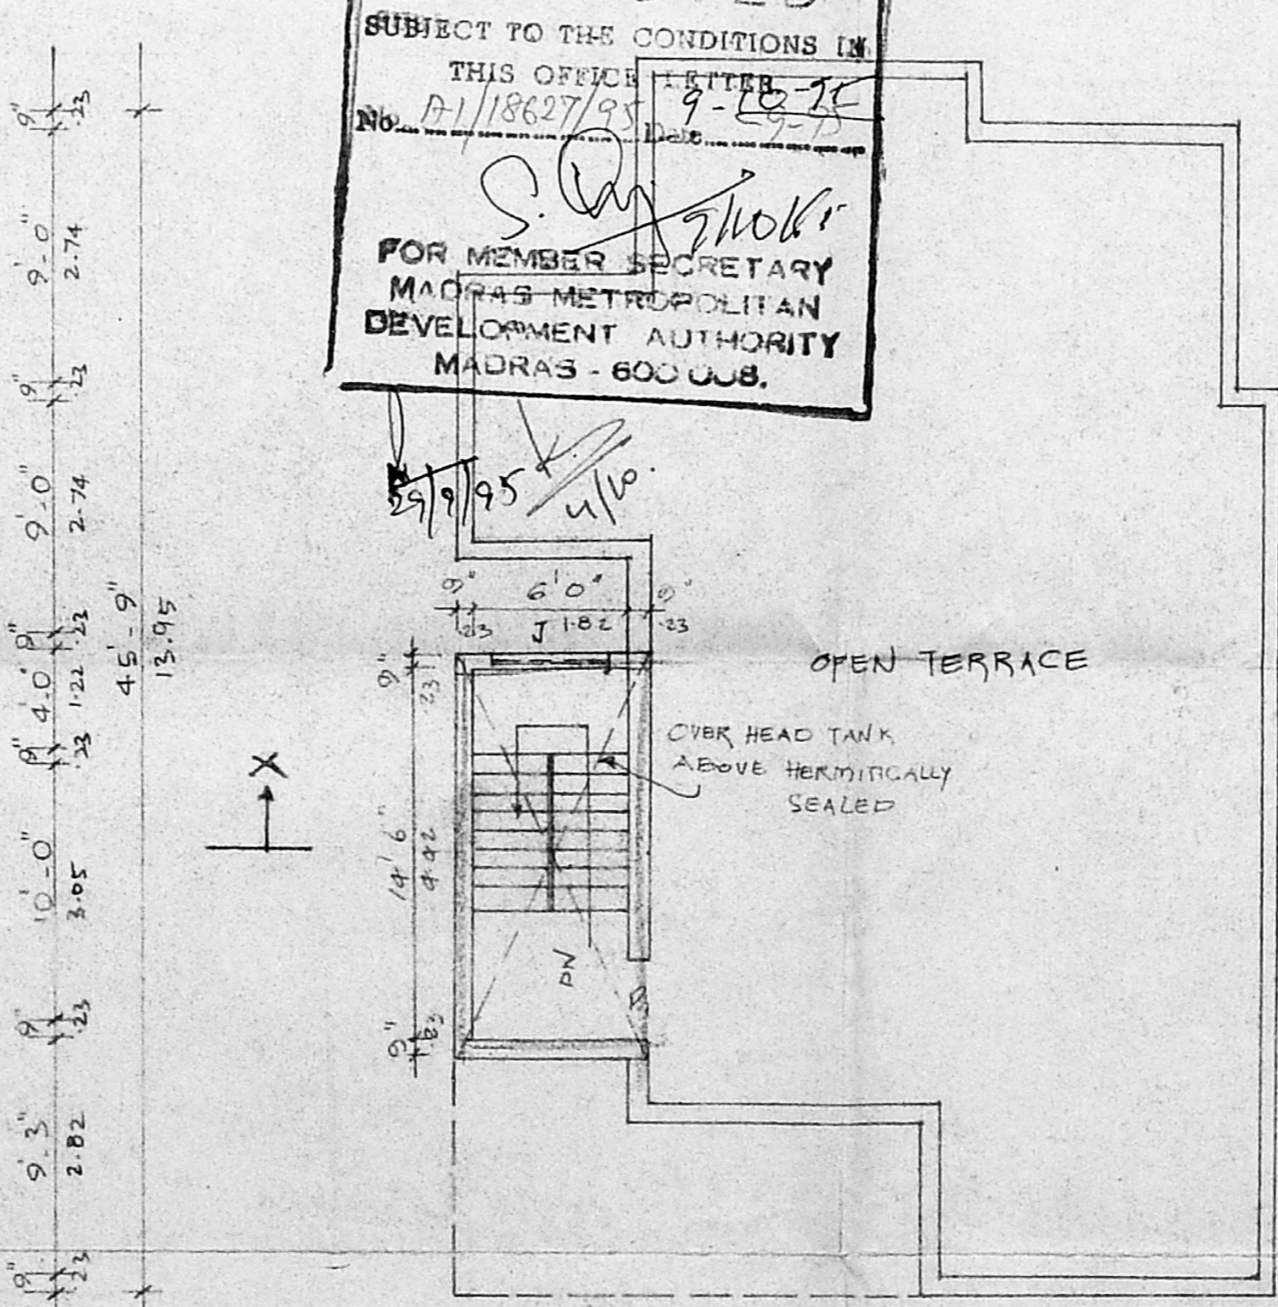 SUBJECT TO THE CONDITIONS IN
THIS OFFICE LETTER
No. A1/18627/95 Date
FOR MEMBER SECRETARY
MADRAS METROPOLITAN
DEVELOPMENT AUTHORITY
MADRAS - 600 008.
29/9/95
4/10.
9" .23
9'-0" 2.74
9" .23
9'-0" 2.74
9" .23
4'-0" 1.22
9" .23
10'-0" 3.05
9" .23
9'-3" 2.82
9" .23
45'-9"
13.95
X
9" 6'0" 9"
.23 J 1.82 .23
9" .23
14'6" 4.42
9" .23
OPEN TERRACE
OVER HEAD TANK
ABOVE HERMITICALLY
SEALED
DN
D